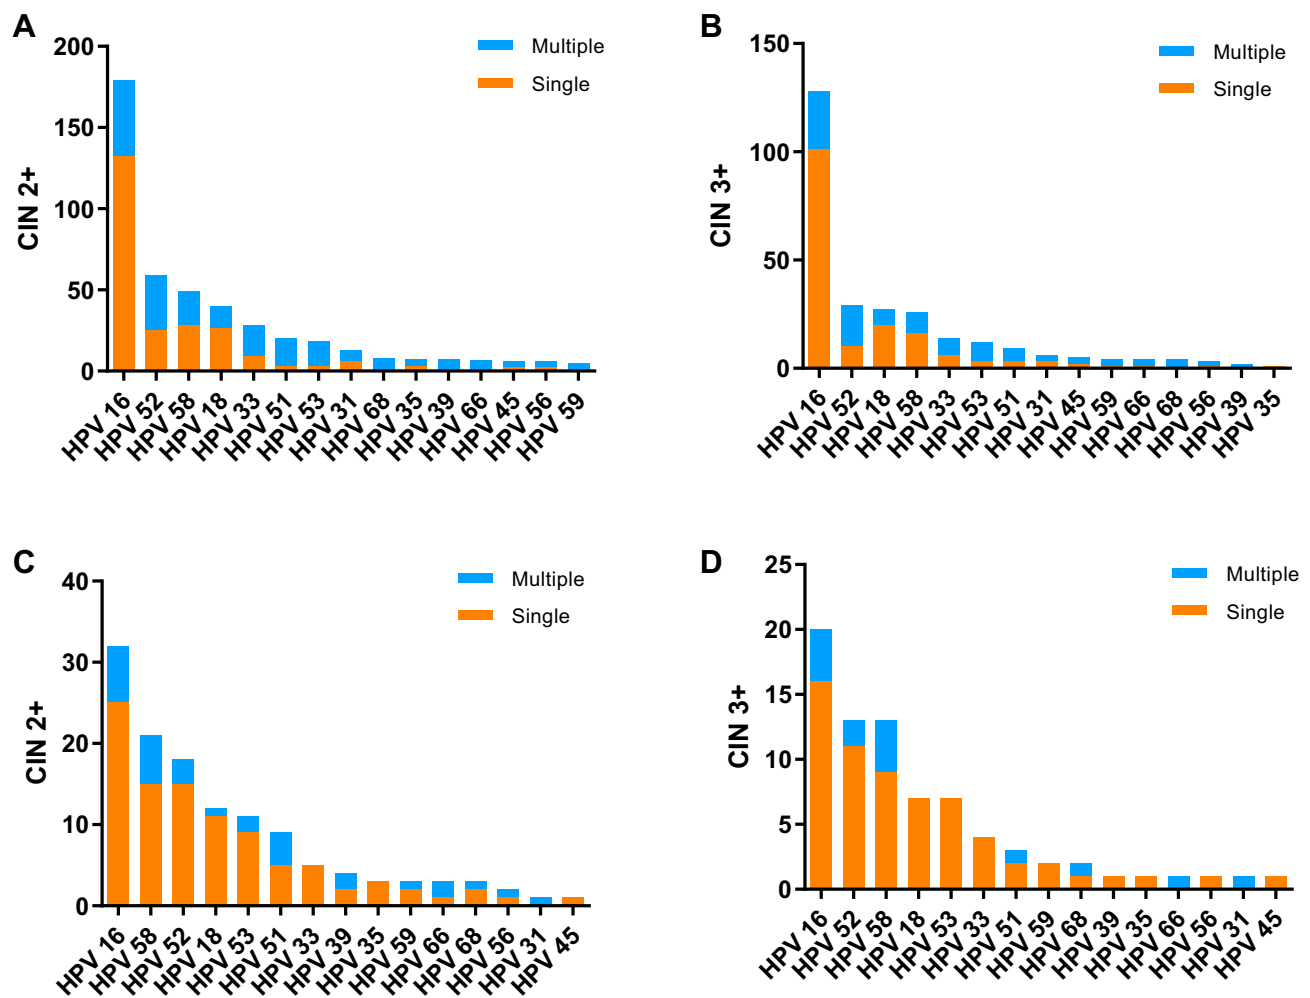 A
CIN 2+
200
150
100
50
0
Multiple
Single
HPV 16
HPV 52
HPV 58
HPV 18
HPV 33
HPV 51
HPV 53
HPV 31
HPV 68
HPV 35
HPV 39
HPV 66
HPV 45
HPV 56
HPV 59
B
CIN 3+
150
100
50
0
Multiple
Single
HPV 16
HPV 52
HPV 18
HPV 58
HPV 33
HPV 53
HPV 51
HPV 31
HPV 45
HPV 59
HPV 66
HPV 68
HPV 56
HPV 39
HPV 35
C
CIN 2+
40
30
20
10
0
Multiple
Single
HPV 16
HPV 58
HPV 52
HPV 18
HPV 53
HPV 51
HPV 33
HPV 39
HPV 35
HPV 59
HPV 66
HPV 68
HPV 56
HPV 31
HPV 45
D
CIN 3+
25
20
15
10
5
0
Multiple
Single
HPV 16
HPV 52
HPV 58
HPV 18
HPV 53
HPV 33
HPV 51
HPV 59
HPV 68
HPV 39
HPV 35
HPV 66
HPV 56
HPV 31
HPV 45